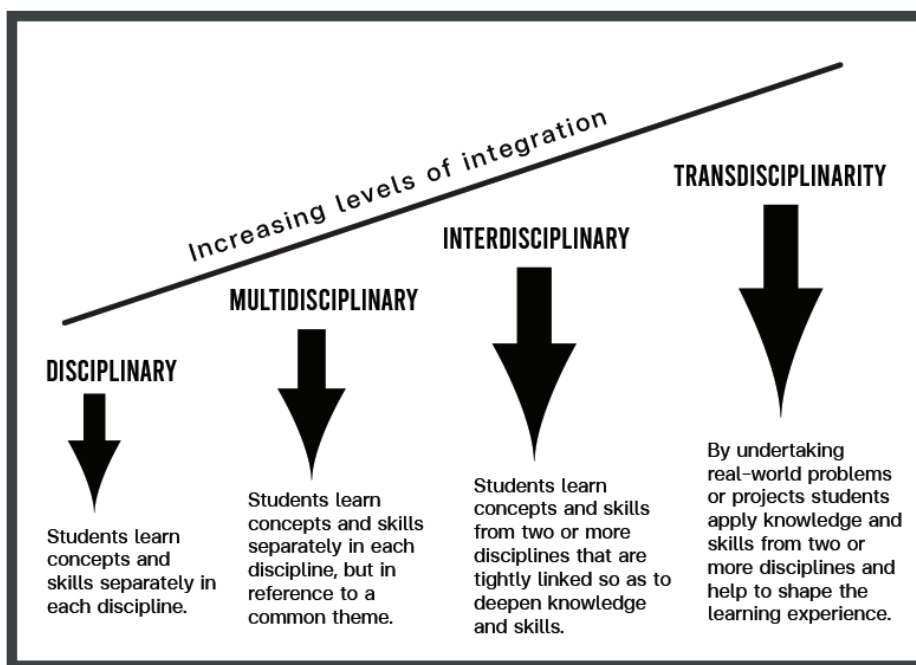 Increasing levels of integration
DISCIPLINARY
Students learn
concepts and
skills separately in
each discipline.
MULTIDISCIPLINARY
Students learn
concepts and skills
separately in each
discipline, but in
reference to a
common theme.
INTERDISCIPLINARY
Students learn
concepts and skills
from two or more
disciplines that are
tightly linked so as to
deepen knowledge
and skills.
TRANSDISCIPLINARITY
By undertaking
real-world problems
or projects students
apply knowledge and
skills from two or
more disciplines and
help to shape the
learning experience.